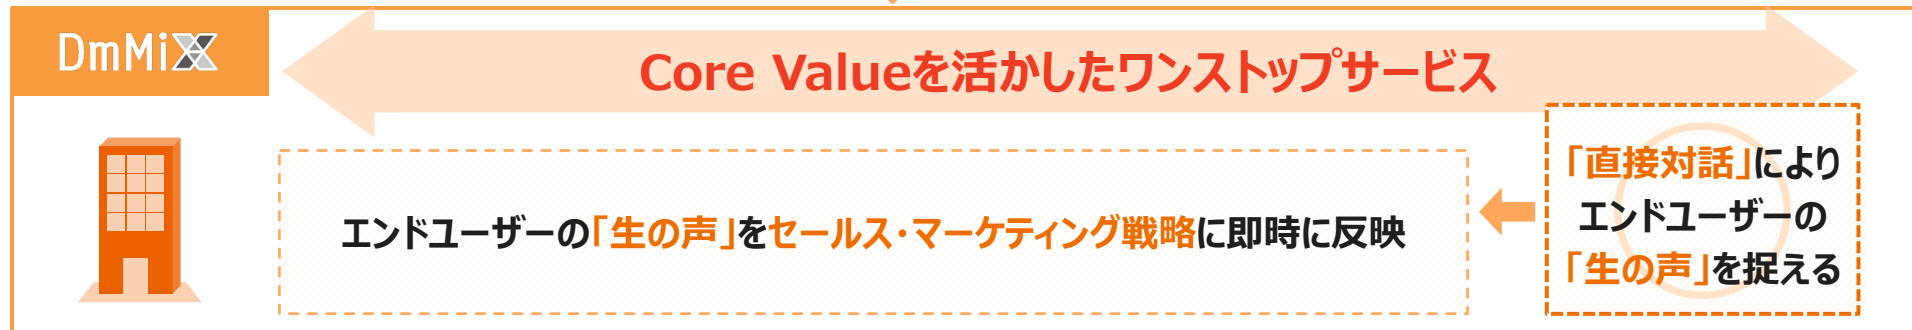 DmMiX
Core Valueを活かしたワンストップサービス
エンドユーザーの「生の声」をセールス・マーケティング戦略に即時に反映
「直接対話」により
エンドユーザーの
「生の声」を捉える